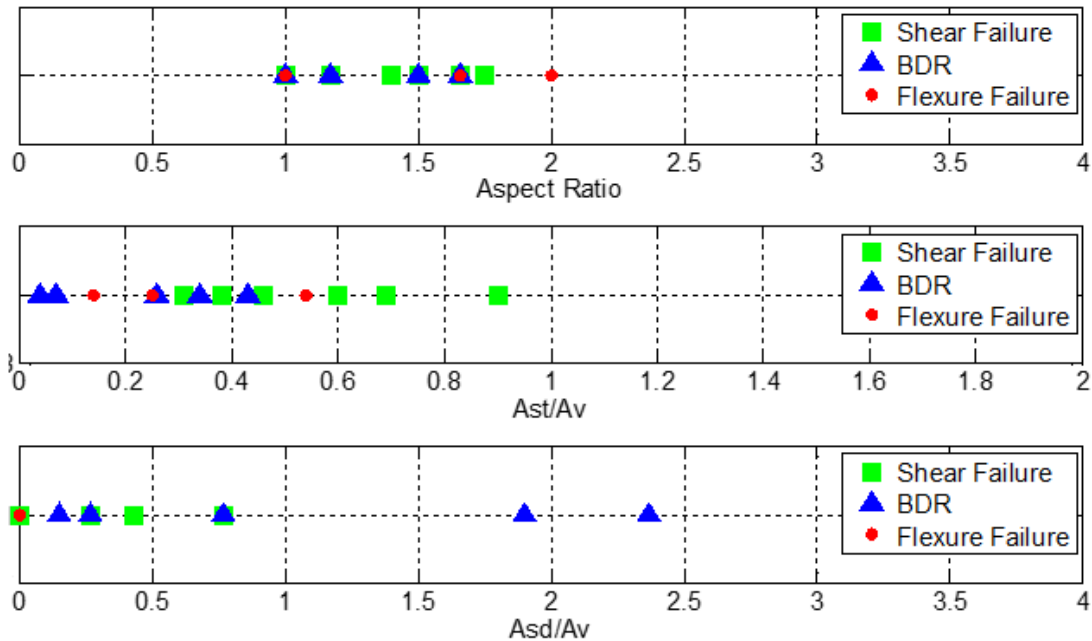 Shear Failure
BDR
Flexure Failure
0 0.5 1 1.5 2 2.5 3 3.5 4
Aspect Ratio
Shear Failure
BDR
Flexure Failure
0 0.2 0.4 0.6 0.8 1 1.2 1.4 1.6 1.8 2
Ast/Av
Shear Failure
BDR
Flexure Failure
0 0.5 1 1.5 2 2.5 3 3.5 4
Asd/Av